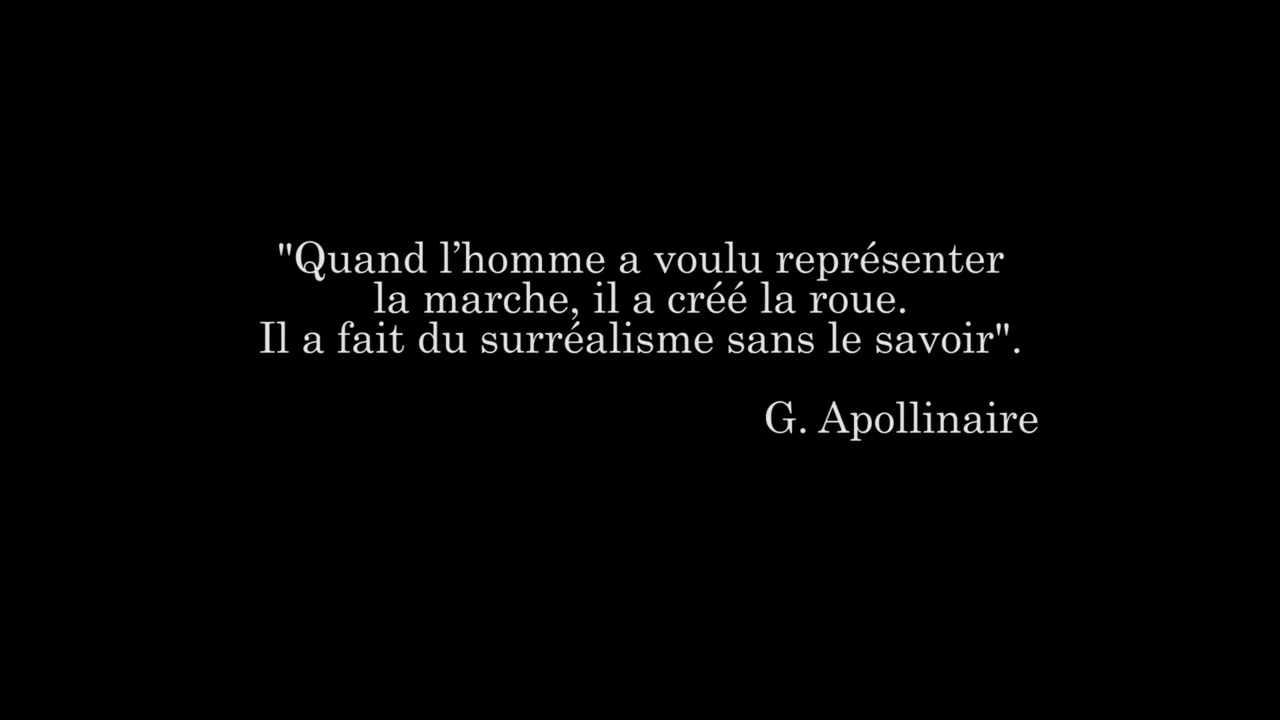 "Quand l’homme a voulu représenter
la marche, il a créé la roue.
Il a fait du surréalisme sans le savoir".
G. Apollinaire